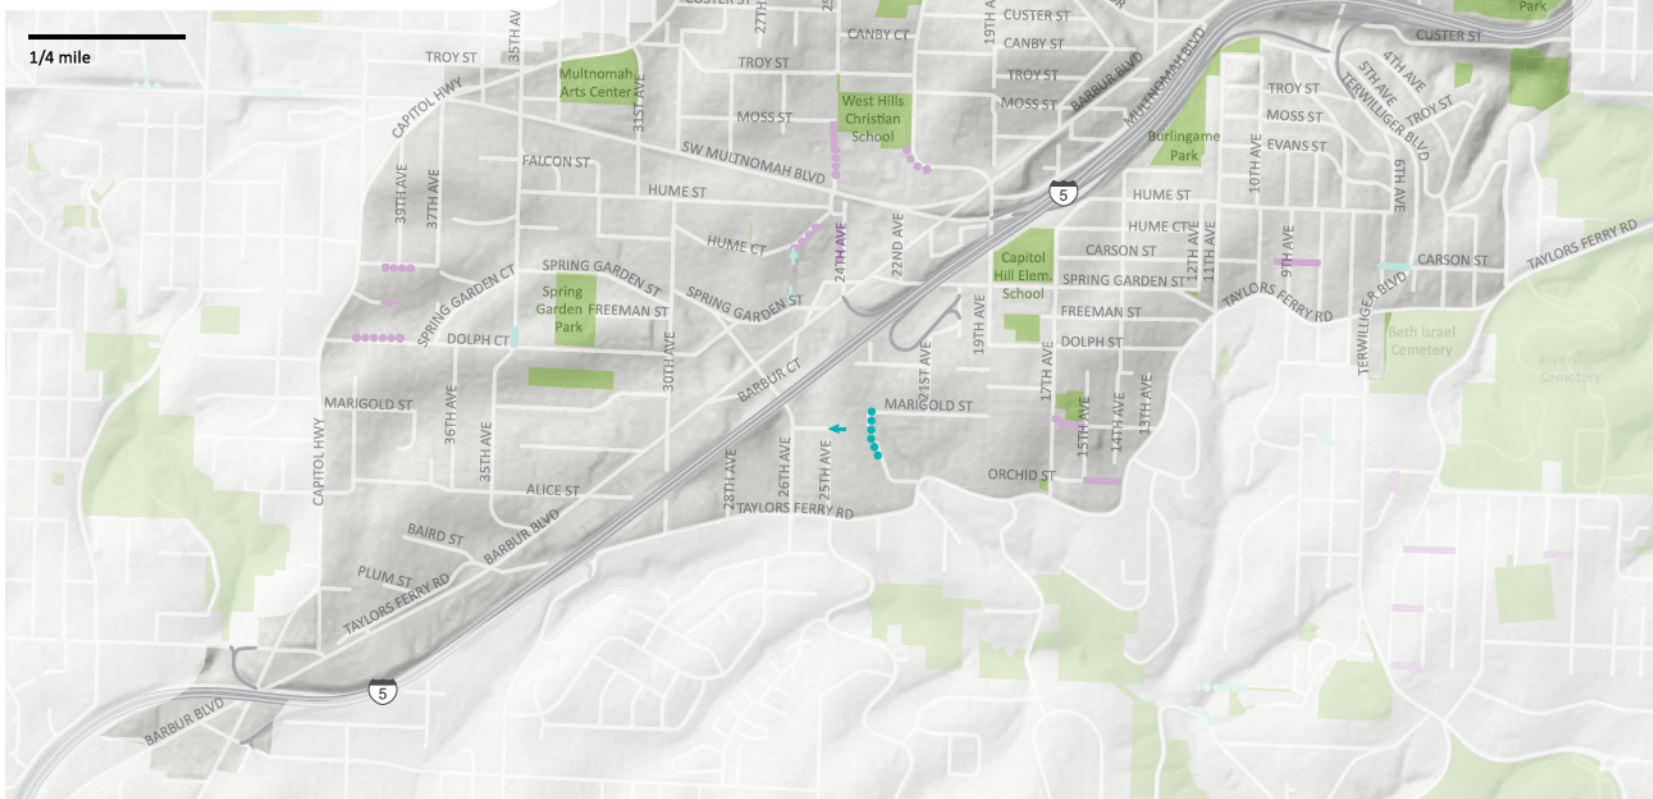 1/4 mile
CUSTER ST
27TH
25
19TH A
CUSTER ST
Park
35TH AV
TROY ST
CANBY CT
CANBY ST
BARBUR BLVD
MULTNOMAH BLVD
CUSTER ST
TROY ST
TROY ST
4TH AVE
5TH AVE
TERWILLIGER BLVD
TROY ST
TROY ST
Multnomah
Arts Center
31ST AVE
CAPITOL HWY
West Hills
Christian
School
MOSS ST
MOSS ST
MOSS ST
Burlingame
Park
EVANS ST
10TH AVE
6TH AVE
FALCON ST
SW MULTNOMAH BLVD
39TH AVE
37TH AVE
HUME ST
5
HUME ST
HUME CT
24TH AVE
22ND AVE
HUME CT
12TH AVE
11TH AVE
9TH AVE
CARSON ST
CARSON ST
TAYLORS FERRY RD
Capitol
Hill Elem.
School
SPRING GARDEN CT
SPRING GARDEN ST
SPRING GARDEN ST
SPRING GARDEN ST
Spring
Garden
Park
FREEMAN ST
FREEMAN ST
TAYLORS FERRY RD
TERWILLIGER BLVD
19TH AVE
DOLPH CT
DOLPH ST
Beth Israel
Cemetery
Riverview
Cemetery
30TH AVE
BARBUR CT
21ST AVE
17TH AVE
MARIGOLD ST
MARIGOLD ST
36TH AVE
35TH AVE
CAPITOL HWY
15TH AVE
14TH AVE
13TH AVE
28TH AVE
26TH AVE
25TH AVE
ORCHID ST
ALICE ST
TAYLORS FERRY RD
BAIRD ST
BARBUR BLVD
PLUM ST
TAYLORS FERRY RD
5
BARBUR BLVD